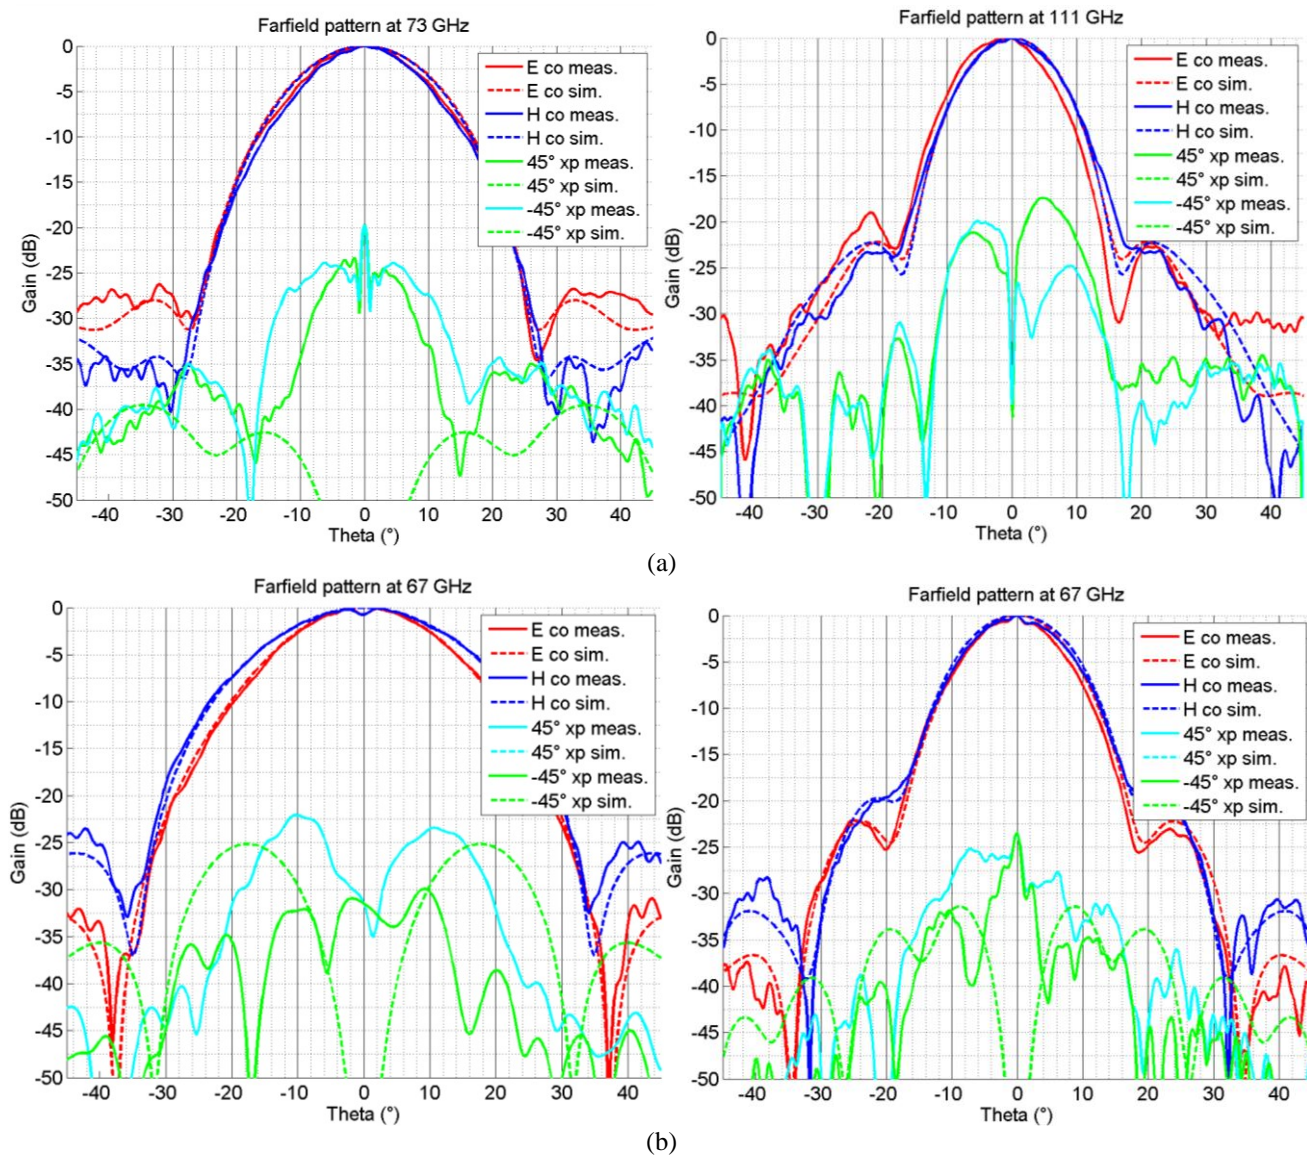 Farfield pattern at 73 GHz
0
-5
-10
-15
-20
-25
-30
-35
-40
-45
-50
Gain (dB)
-40
-30
-20
-10
0
10
20
30
40
Theta (°)
E co meas.
E co sim.
H co meas.
H co sim.
45° xp meas.
45° xp sim.
-45° xp meas.
-45° xp sim.
Farfield pattern at 111 GHz
0
-5
-10
-15
-20
-25
-30
-35
-40
-45
-50
Gain (dB)
-40
-30
-20
-10
0
10
20
30
40
Theta (°)
E co meas.
E co sim.
H co meas.
H co sim.
45° xp meas.
45° xp sim.
-45° xp meas.
-45° xp sim.
(a)
Farfield pattern at 67 GHz
0
-5
-10
-15
-20
-25
-30
-35
-40
-45
-50
Gain (dB)
-40
-30
-20
-10
0
10
20
30
40
Theta (°)
E co meas.
E co sim.
H co meas.
H co sim.
45° xp meas.
45° xp sim.
-45° xp meas.
-45° xp sim.
Farfield pattern at 67 GHz
0
-5
-10
-15
-20
-25
-30
-35
-40
-45
-50
Gain (dB)
-40
-30
-20
-10
0
10
20
30
40
Theta (°)
E co meas.
E co sim.
H co meas.
H co sim.
45° xp meas.
45° xp sim.
-45° xp meas.
-45° xp sim.
(b)